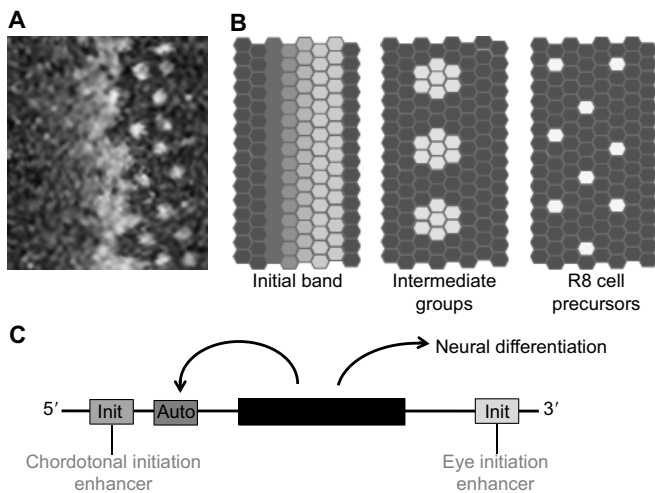 A
B
Initial band
Intermediate
groups
R8 cell
precursors
C
Neural differentiation
5′
Init
Auto
Init
3′
Chordotonal initiation
enhancer
Eye initiation
enhancer